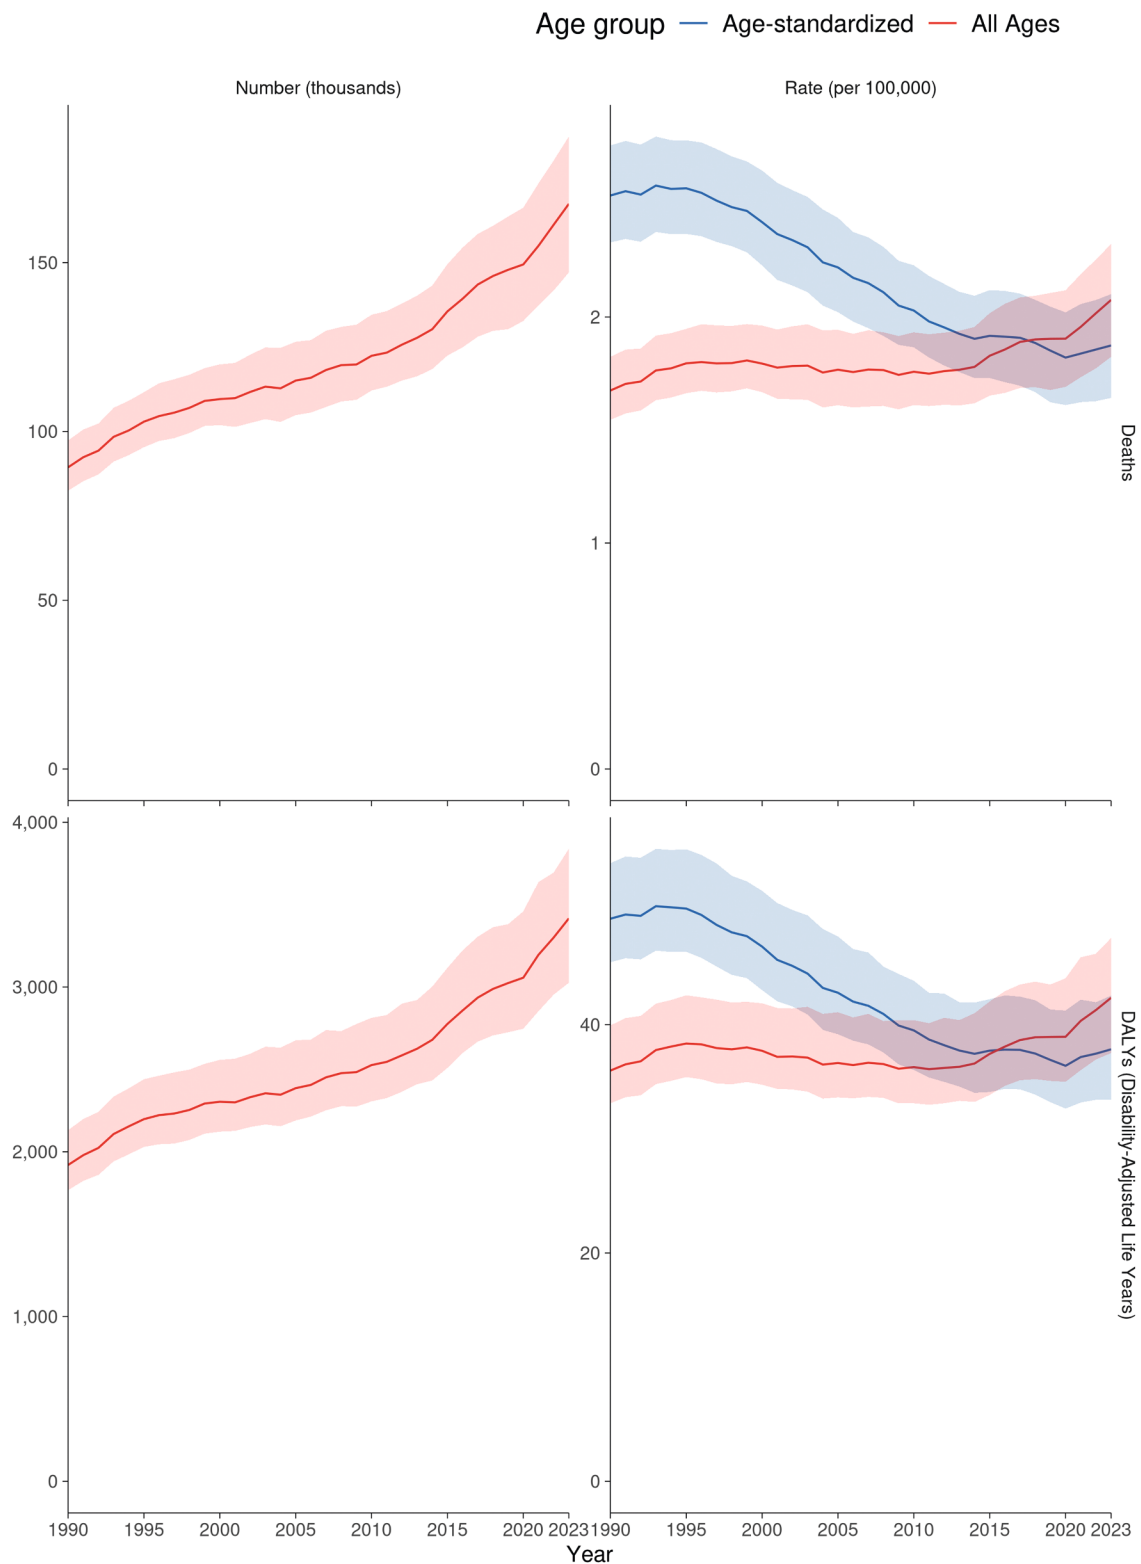 Age group Age-standardized All Ages
Number (thousands) Rate (per 100,000)
150
100
50
0
2
1
0
Deaths
4,000
3,000
2,000
1,000
0
40
20
0
DALYs (Disability-Adjusted Life Years)
1990 1995 2000 2005 2010 2015 2020 2023 1990 1995 2000 2005 2010 2015 2020 2023
Year